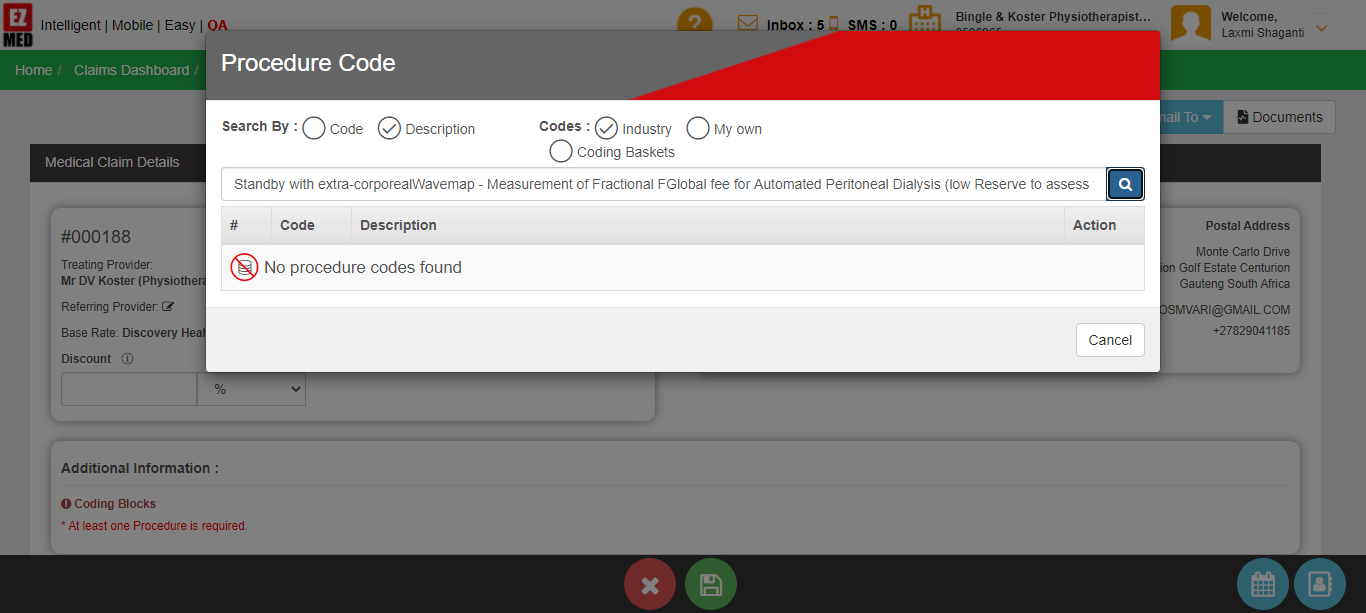 EZ
MED
Intelligent | Mobile | Easy | QA
?
Inbox : 5
SMS : 0
H
Bingle & Koster Physiotherapist...
Welcome,
Laxmi Shaganti
Home /
Claims Dashboard /
Procedure Code
Search By :
Code
Description
Codes :
Industry
My own
Coding Baskets
To
Documents
Medical Claim Details
Standby with extra-corporealWavemap - Measurement of Fractional FGlobal fee for Automated Peritoneal Dialysis (low Reserve to assess
#
Code
Description
Action
No procedure codes found
Cancel
#000188
Treating Provider:
Mr DV Koster
Referring Provider:
Base Rate: Discovery
Discount
%
Postal Address
Monte Carlo Drive
Golf Estate Centurion
Gauteng South Africa
OSMVARI@GMAIL.COM
+27829041185
Additional Information :
Coding Blocks
* At least one Procedure is required.